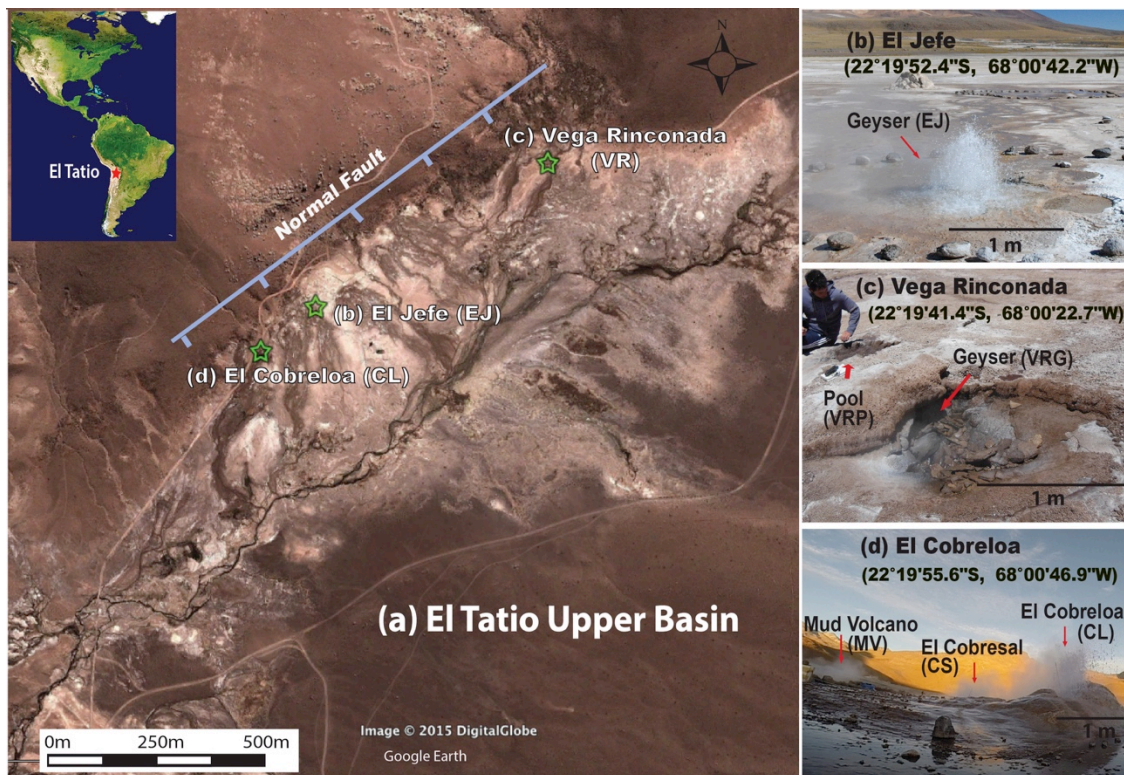 El Tatio
N
Normal Fault
(c) Vega Rinconada
(VR)
(b) El Jefe (EJ)
(d) El Cobreloa (CL)
(a) El Tatio Upper Basin
0m 250m 500m
Image © 2015 DigitalGlobe
Google Earth
(b) El Jefe
(22°19'52.4"S, 68°00'42.2"W)
Geyser (EJ)
1 m
(c) Vega Rinconada
(22°19'41.4"S, 68°00'22.7"W)
Geyser (VRG)
Pool
(VRP)
1 m
(d) El Cobreloa
(22°19'55.6"S, 68°00'46.9"W)
El Cobreloa
(CL)
Mud Volcano
(MV)
El Cobresal
(CS)
1 m